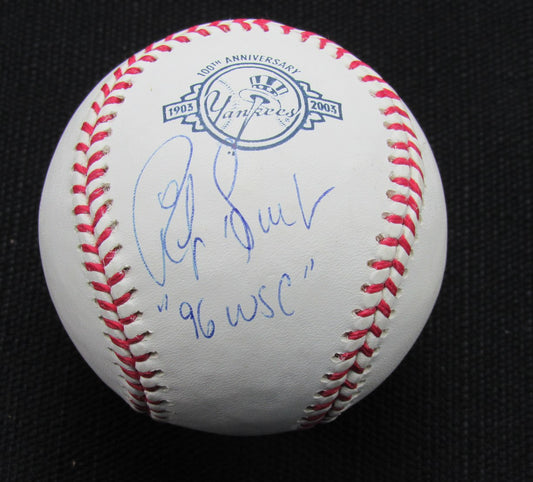 100TH ANNIVERSARY
1903 Yankees 2003
"96 WSC"